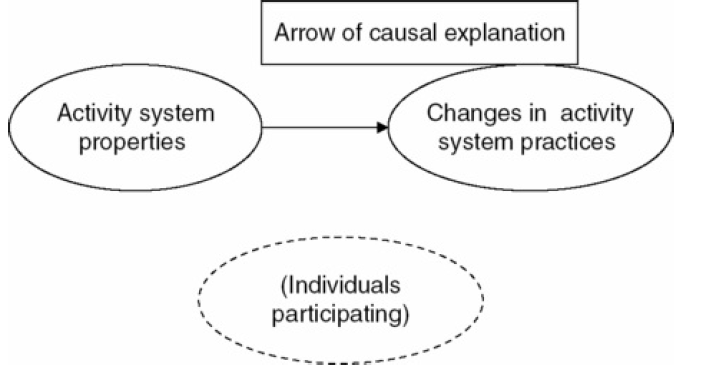 Arrow of causal explanation
Activity system
properties
Changes in activity
system practices
(Individuals
participating)